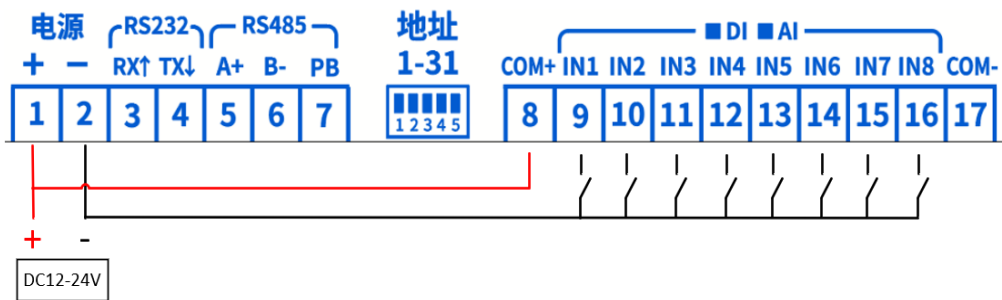 电源 RS232 RS485 地址 ■ DI ■ AI
+ − RX↑ TX↓ A+ B- PB 1-31 COM+ IN1 IN2 IN3 IN4 IN5 IN6 IN7 IN8 COM-
1 2 3 4 5 6 7 8 9 10 11 12 13 14 15 16 17
1 2 3 4 5
+ -
DC12-24V